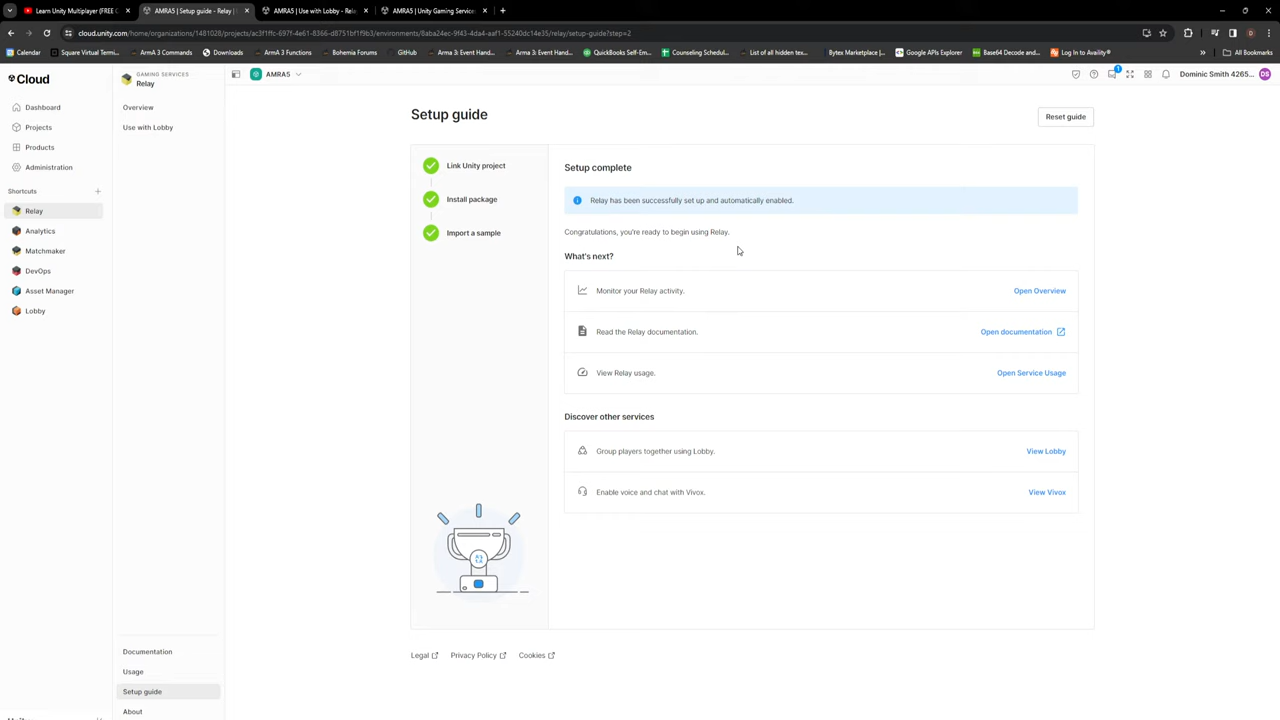 Learn Unity Multiplayer (FREE C
AMRA5 | Setup guide - Relay |
AMRA5 | Use with Lobby - Rela
AMRA5 | Unity Gaming Service
cloud.unity.com/home/organizations/1481028/projects/ac3f1ffc-6971-48d4-aaf1-55240dc14e35/environments/8aba24ec-9f43-4dad-a466-d8751bf1f9b3/relay/setup-guide?step=2
Calendar
Square Virtual Termi...
ArmA 3 Commands
Downloads
ArmA 3 Functions
Bohemia Forums
GitHub
Arma 3: Event Hand...
Arma 3: Event Hand...
QuickBooks Self-Em...
Counseling Schedul...
List of all hidden tex...
Bytex Marketplace |...
Google APIs Explorer
Base64 Decode and...
Log In to Availity®
»
All Bookmarks
Cloud
GAMING SERVICES
Relay
AMRA5
1
Dominic Smith 4265...
DS
Dashboard
Projects
Products
Administration
Shortcuts
Relay
Analytics
Matchmaker
DevOps
Asset Manager
Lobby
Overview
Use with Lobby
Documentation
Usage
Setup guide
About
Setup guide
Reset guide
Link Unity project
Install package
Import a sample
Setup complete
Relay has been successfully set up and automatically enabled.
Congratulations, you're ready to begin using Relay.
What's next?
Monitor your Relay activity.
Open Overview
Read the Relay documentation.
Open documentation
View Relay usage.
Open Service Usage
Discover other services
Group players together using Lobby.
View Lobby
Enable voice and chat with Vivox.
View Vivox
Legal
Privacy Policy
Cookies